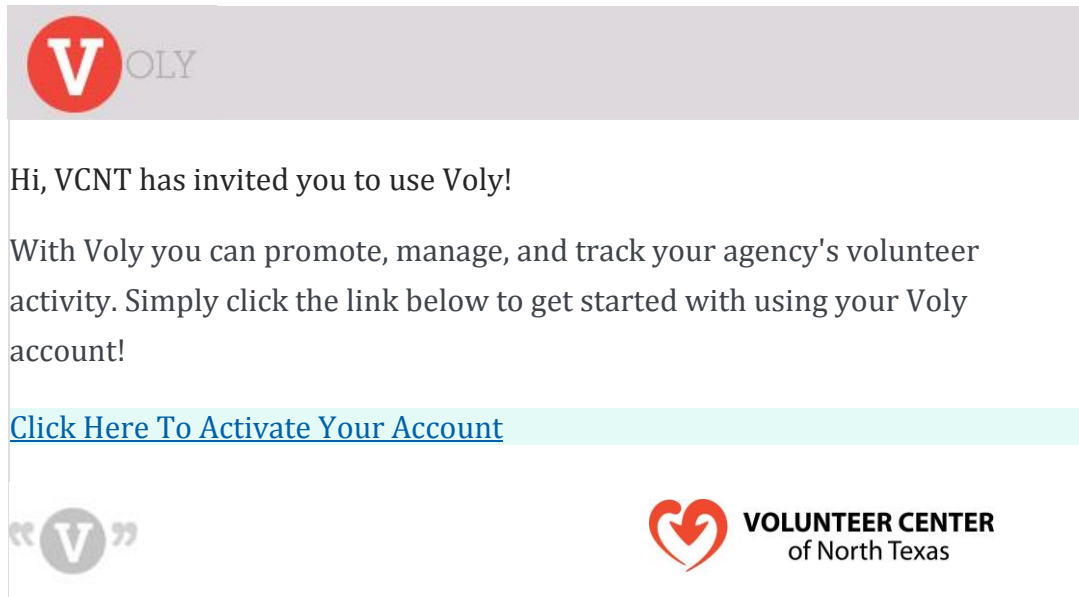 VOLY
Hi, VCNT has invited you to use Voly!
With Voly you can promote, manage, and track your agency's volunteer
activity. Simply click the link below to get started with using your Voly
account!
Click Here To Activate Your Account
“V”
VOLUNTEER CENTER
of North Texas